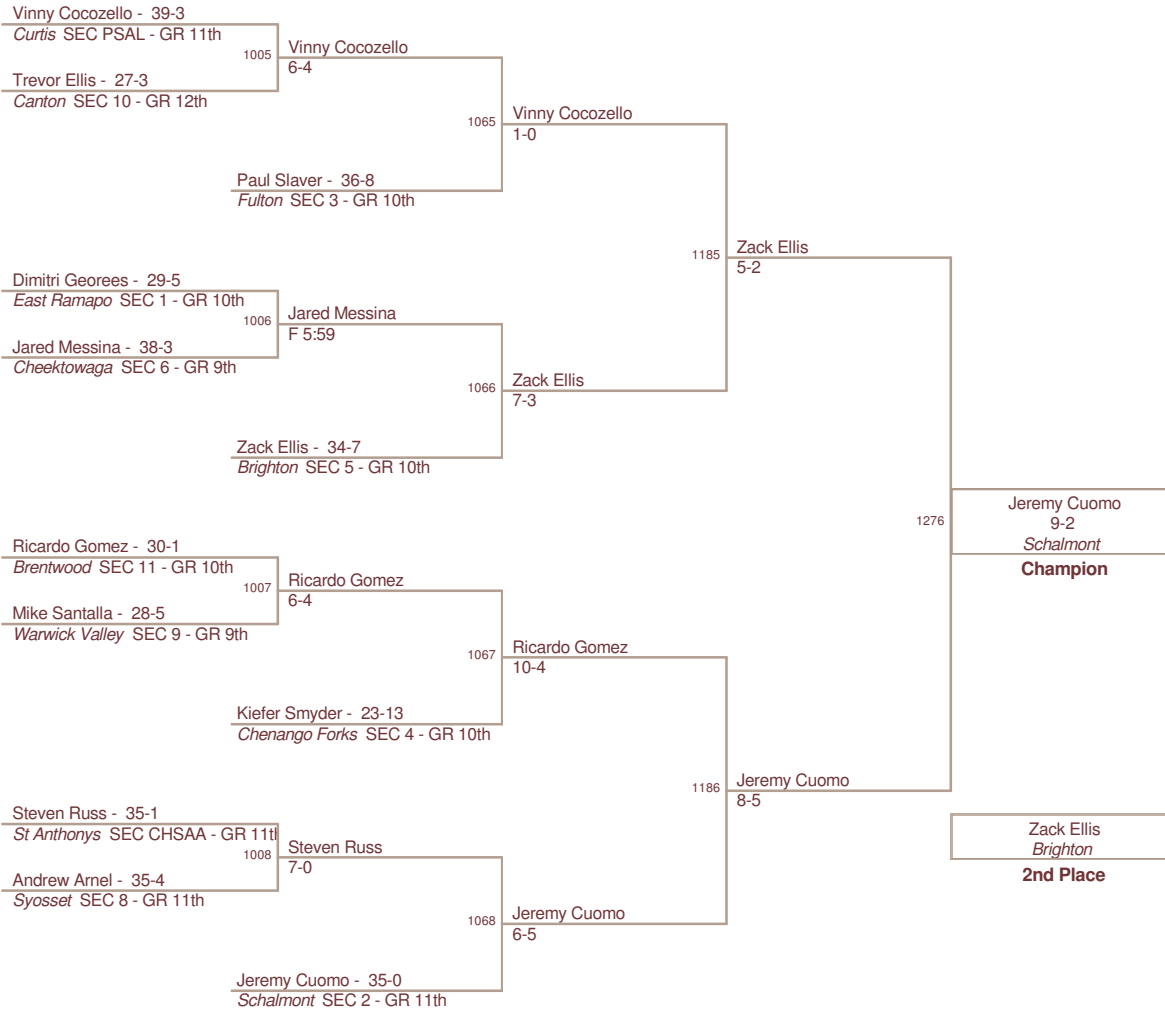 Vinny Cocozello - 39-3
Curtis SEC PSAL - GR 11th
1005
Vinny Cocozello
6-4
Trevor Ellis - 27-3
Canton SEC 10 - GR 12th
1065
Vinny Cocozello
1-0
Paul Slaver - 36-8
Fulton SEC 3 - GR 10th
1185
Zack Ellis
5-2
Dimitri Georees - 29-5
East Ramapo SEC 1 - GR 10th
1006
Jared Messina
F 5:59
Jared Messina - 38-3
Cheektowaga SEC 6 - GR 9th
1066
Zack Ellis
7-3
Zack Ellis - 34-7
Brighton SEC 5 - GR 10th
1276
Jeremy Cuomo
9-2
Schalmont
Champion
Ricardo Gomez - 30-1
Brentwood SEC 11 - GR 10th
1007
Ricardo Gomez
6-4
Mike Santalla - 28-5
Warwick Valley SEC 9 - GR 9th
1067
Ricardo Gomez
10-4
Kiefer Smyder - 23-13
Chenango Forks SEC 4 - GR 10th
1186
Jeremy Cuomo
8-5
Steven Russ - 35-1
St Anthonys SEC CHSAA - GR 11th
1008
Steven Russ
7-0
Andrew Arnel - 35-4
Syosset SEC 8 - GR 11th
1068
Jeremy Cuomo
6-5
Jeremy Cuomo - 35-0
Schalmont SEC 2 - GR 11th
Zack Ellis
Brighton
2nd Place